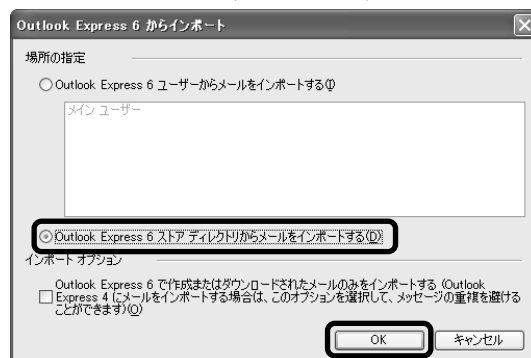 Outlook Express 6 からインポート
場所の指定
Outlook Express 6 ユーザーからメールをインポートする(I)
メイン ユーザー
Outlook Express 6 ストア ディレクトリからメールをインポートする(D)
インポート オプション
Outlook Express 6 で作成またはダウンロードされたメールのみをインポートする (Outlook
Express 4 にメールをインポートする場合は、このオプションを選択して、メッセージの重複を避ける
ことができます)(O)
OK キャンセル